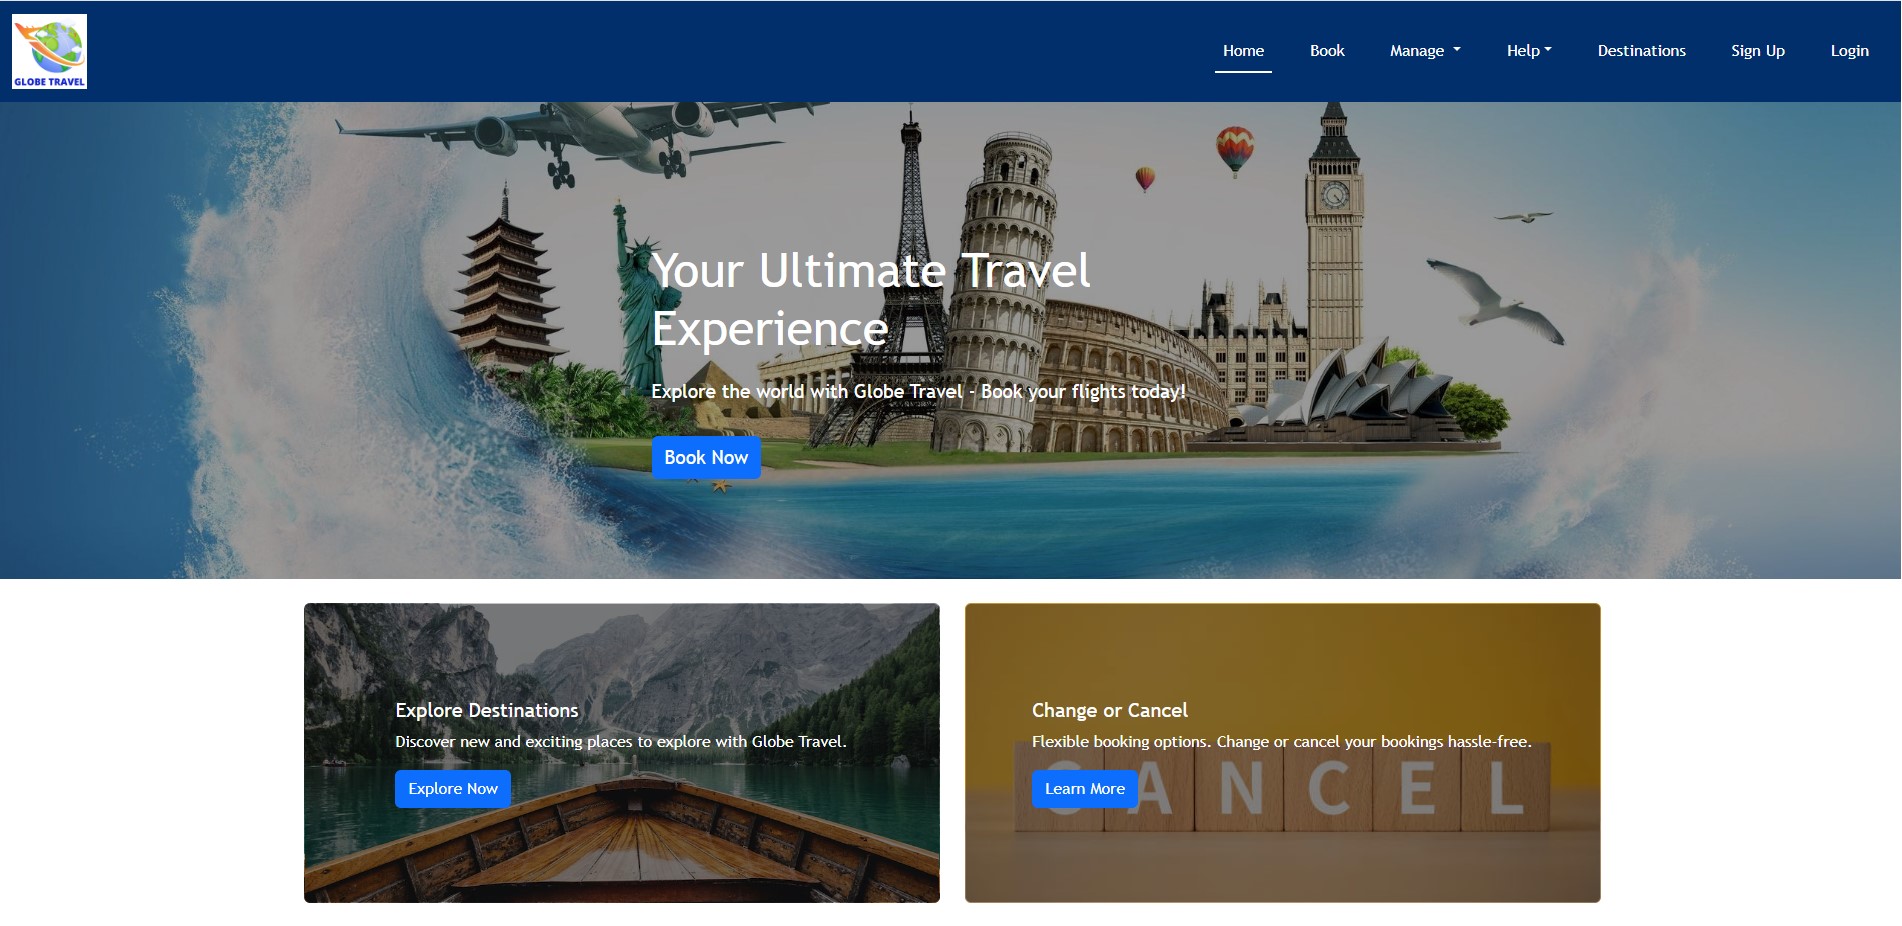 GLOBE TRAVEL
Home Book Manage Help Destinations Sign Up Login
Your Ultimate Travel
Experience
Explore the world with Globe Travel - Book your flights today!
Book Now
Explore Destinations
Discover new and exciting places to explore with Globe Travel.
Explore Now
Change or Cancel
Flexible booking options. Change or cancel your bookings hassle-free.
Learn More
CANCEL